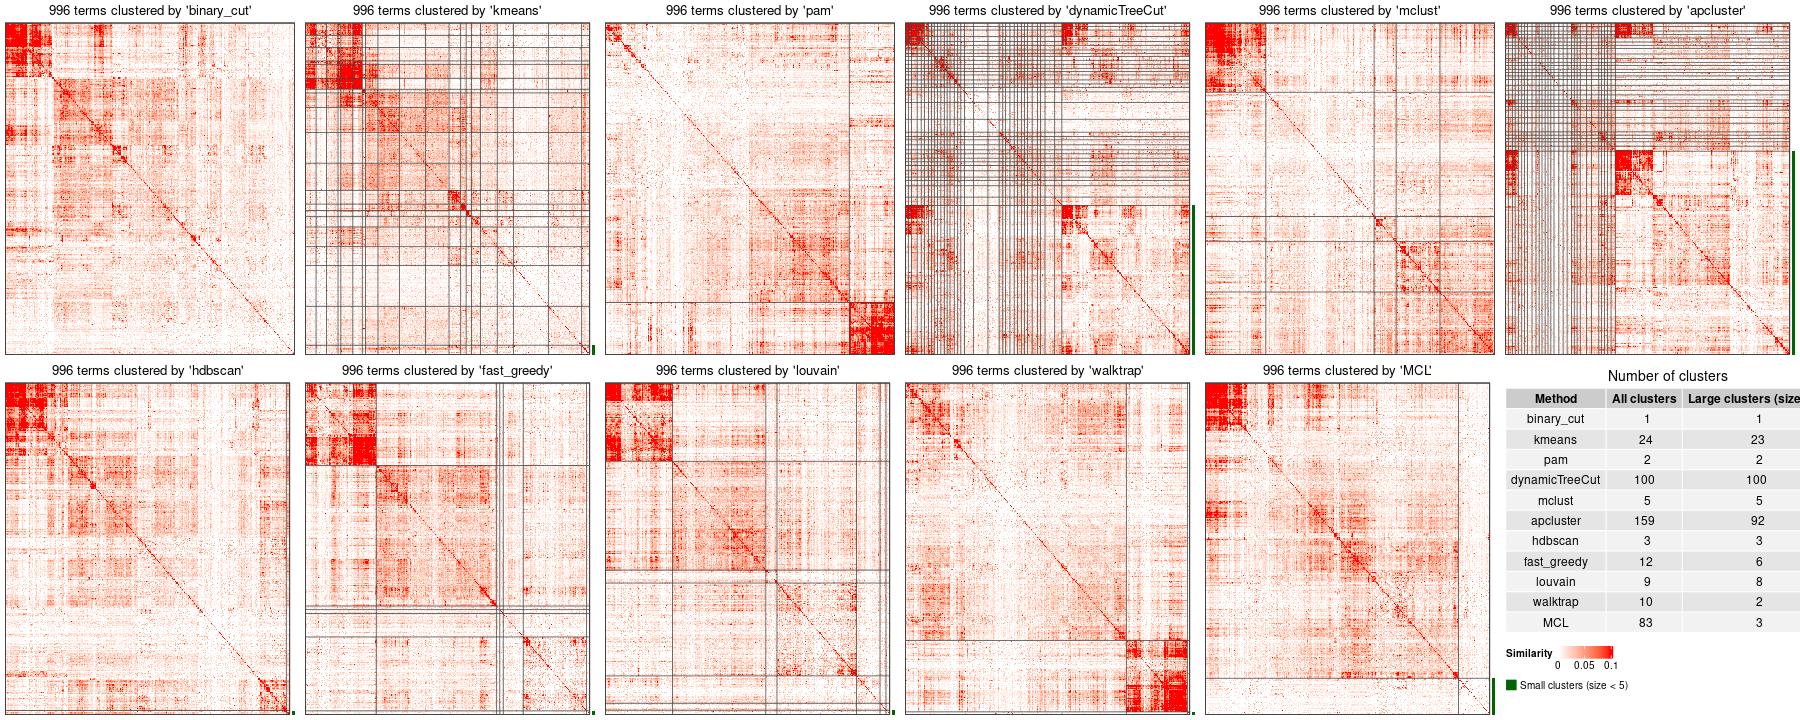 996 terms clustered by 'binary_cut'
996 terms clustered by 'kmeans'
996 terms clustered by 'pam'
996 terms clustered by 'dynamicTreeCut'
996 terms clustered by 'mclust'
996 terms clustered by 'apcluster'
996 terms clustered by 'hdbscan'
996 terms clustered by 'fast_greedy'
996 terms clustered by 'louvain'
996 terms clustered by 'walktrap'
996 terms clustered by 'MCL'
Number of clusters
Method All clusters Large clusters (size
binary_cut 1 1
kmeans 24 23
pam 2 2
dynamicTreeCut 100 100
mclust 5 5
apcluster 159 92
hdbscan 3 3
fast_greedy 12 6
louvain 9 8
walktrap 10 2
MCL 83 3
Similarity
0 0.05 0.1
Small clusters (size < 5)